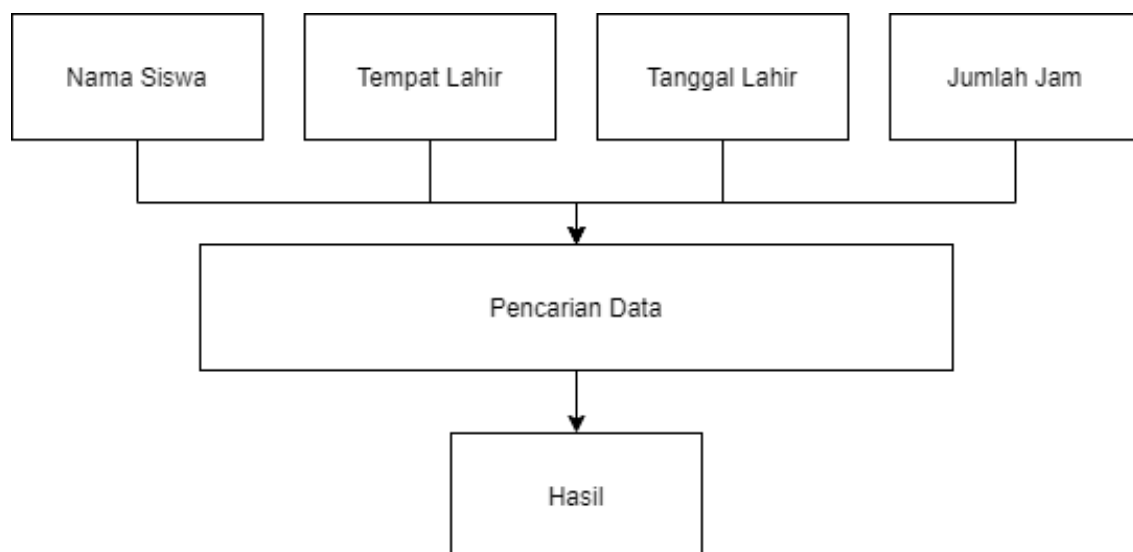 Nama Siswa
Tempat Lahir
Tanggal Lahir
Jumlah Jam
Pencarian Data
Hasil